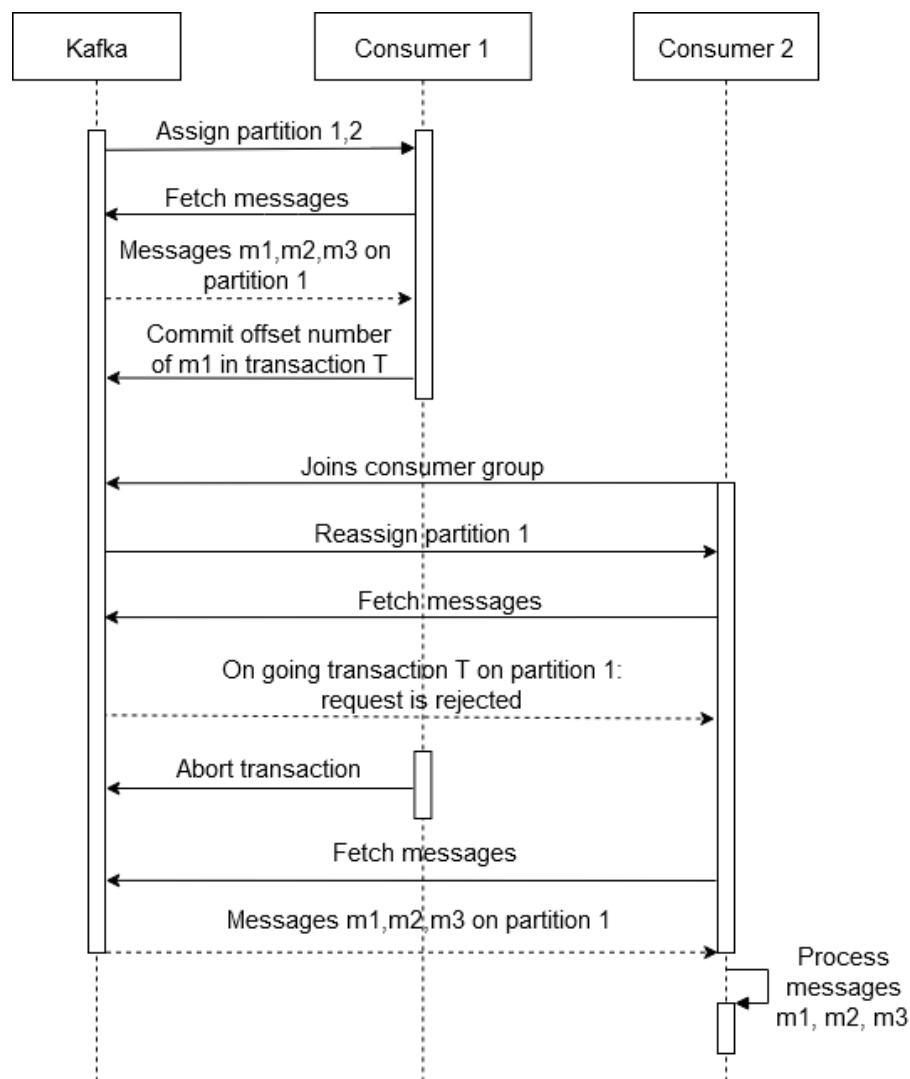 Kafka
Consumer 1
Consumer 2
Assign partition 1,2
Fetch messages
Messages m1,m2,m3 on
partition 1
Commit offset number
of m1 in transaction T
Joins consumer group
Reassign partition 1
Fetch messages
On going transaction T on partition 1:
request is rejected
Abort transaction
Fetch messages
Messages m1,m2,m3 on partition 1
Process
messages
m1, m2, m3